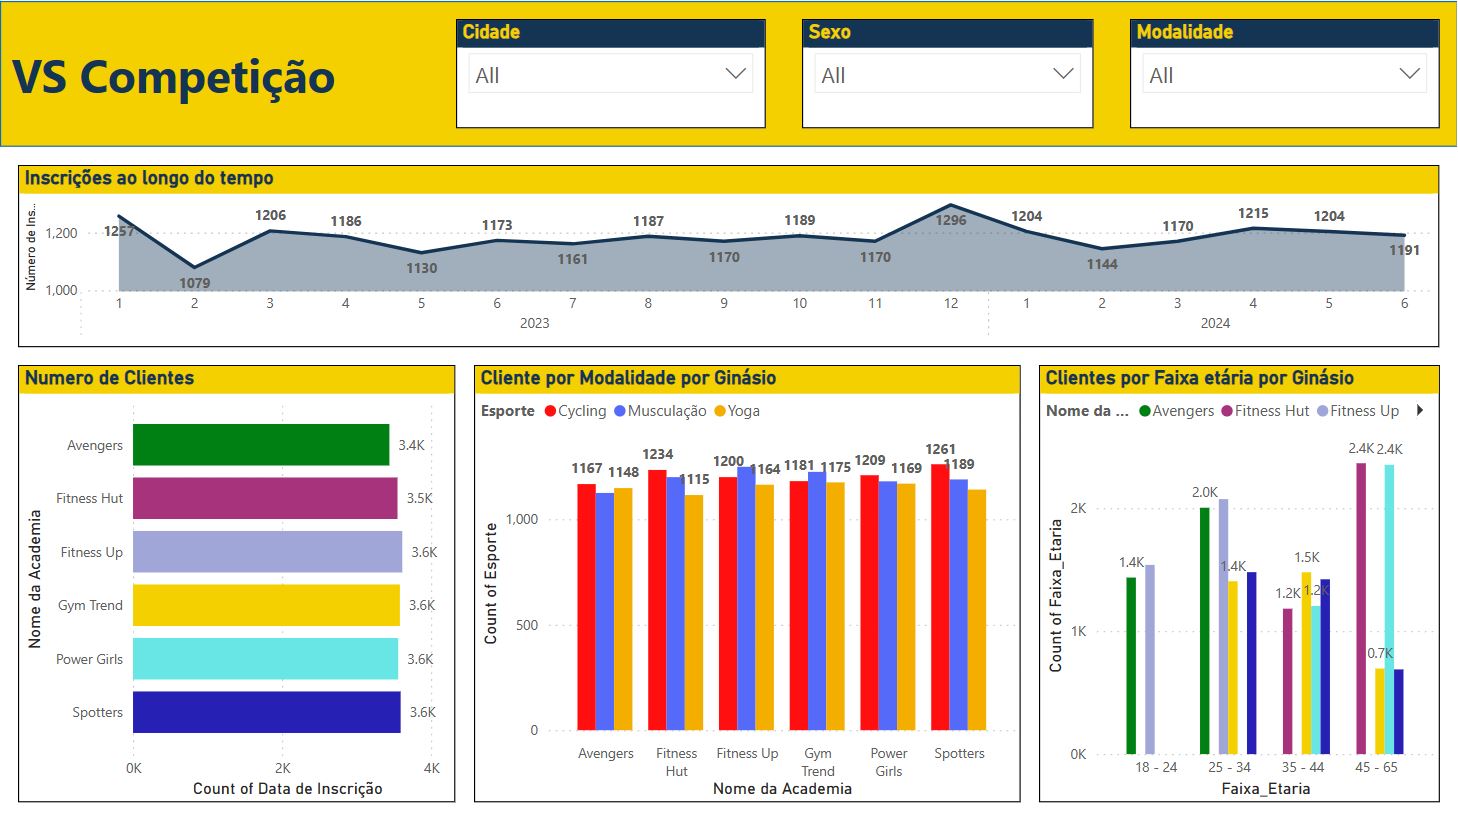 VS Competição
Cidade
All
Sexo
All
Modalidade
All
Inscrições ao longo do tempo
Número de Ins...
1,200
1,000
1257
1079
1206
1186
1130
1173
1161
1187
1170
1189
1170
1296
1204
1144
1170
1215
1204
1191
1 2 3 4 5 6 7 8 9 10 11 12 1 2 3 4 5 6
2023 2024
Numero de Clientes
Nome da Academia
Avengers 3.4K
Fitness Hut 3.5K
Fitness Up 3.6K
Gym Trend 3.6K
Power Girls 3.6K
Spotters 3.6K
0K 2K 4K
Count of Data de Inscrição
Cliente por Modalidade por Ginásio
Esporte Cycling Musculação Yoga
Count of Esporte
1,000
500
0
1167 1148 1234 1115 1200 1164 1181 1175 1209 1169 1261 1189
Avengers Fitness Fitness Up Gym Power Spotters
Hut Trend Girls
Nome da Academia
Clientes por Faixa etária por Ginásio
Nome da ... Avengers Fitness Hut Fitness Up
Count of Faixa_Etaria
2K
1K
0K
1.4K 2.0K 1.4K 1.2K 1.5K 1.2K 2.4K 0.7K 2.4K
18 - 24 25 - 34 35 - 44 45 - 65
Faixa_Etaria